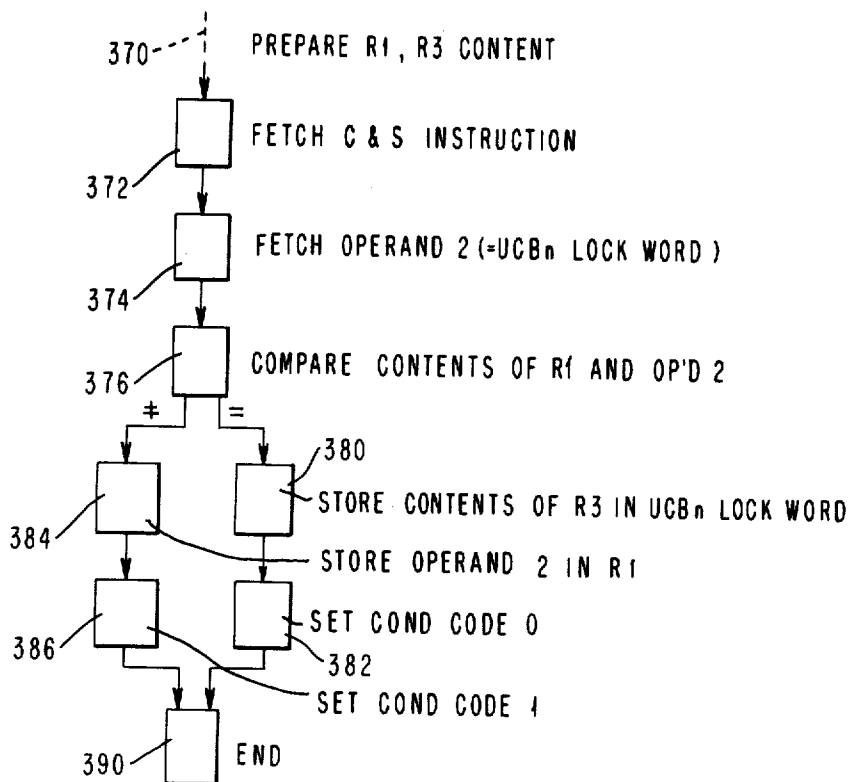 370 PREPARE R1, R3 CONTENT
FETCH C & S INSTRUCTION
372
FETCH OPERAND 2 (=UCBn LOCK WORD)
374
COMPARE CONTENTS OF R1 AND OP'D 2
376
≠ =
380
STORE CONTENTS OF R3 IN UCBn LOCK WORD
384
STORE OPERAND 2 IN R1
SET COND CODE 0
386
382
SET COND CODE 1
END
390